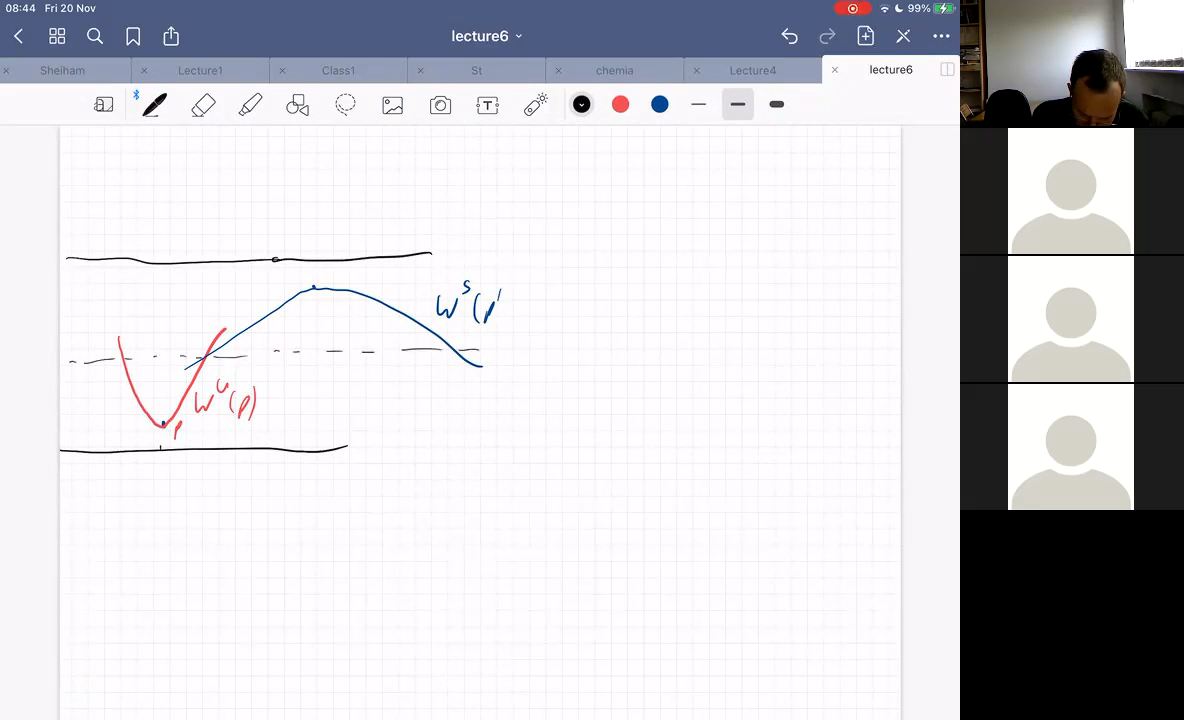 08:44 Fri 20 Nov
99%
lecture6
Sheiham
Lecture1
Class1
St
chemia
Lecture4
lecture6
T
W^s(p'
W^u(p)
p